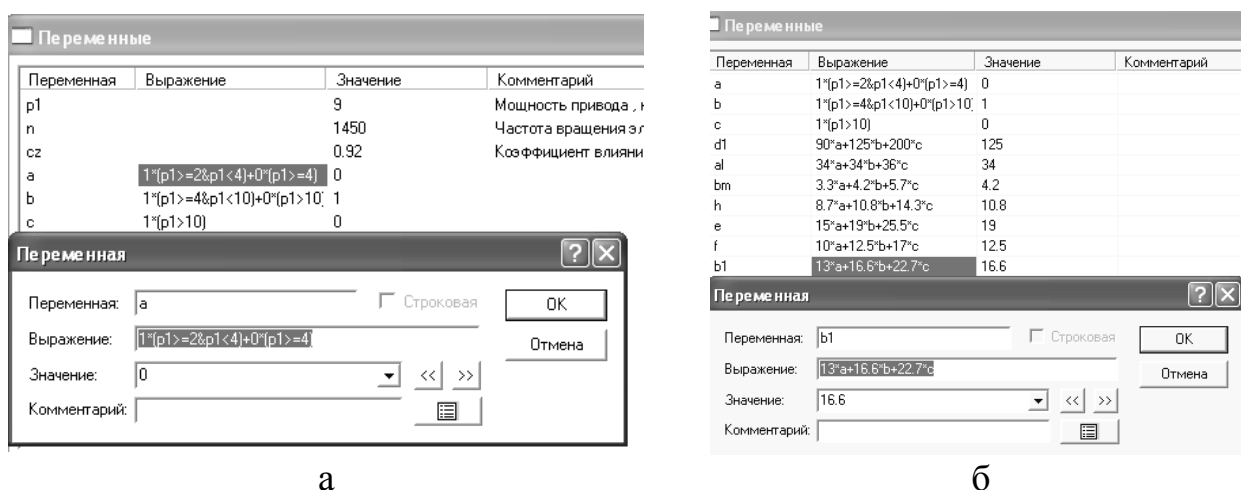 Переменные
Переменная Выражение Значение Комментарий
p1 9 Мощность привода ,
n 1450 Частота вращения эл
cz 0.92 Коэффициент влияни
a 1*(p1>=2&p1<4)+0*(p1>=4) 0
b 1*(p1>=4&p1<10)+0*(p1>10) 1
c 1*(p1>10) 0
Переменная
Переменная: a Строковая OK
Выражение: 1*(p1>=2&p1<4)+0*(p1>=4) Отмена
Значение: 0 << >>
Комментарий:
а
Переменные
Переменная Выражение Значение Комментарий
a 1*(p1>=2&p1<4)+0*(p1>=4) 0
b 1*(p1>=4&p1<10)+0*(p1>10) 1
c 1*(p1>10) 0
d1 90*a+125*b+200*c 125
al 34*a+34*b+36*c 34
bm 3.3*a+4.2*b+5.7*c 4.2
h 8.7*a+10.8*b+14.3*c 10.8
e 15*a+19*b+25.5*c 19
f 10*a+12.5*b+17*c 12.5
b1 13*a+16.6*b+22.7*c 16.6
Переменная
Переменная: b1 Строковая OK
Выражение: 13*a+16.6*b+22.7*c Отмена
Значение: 16.6 << >>
Комментарий:
б